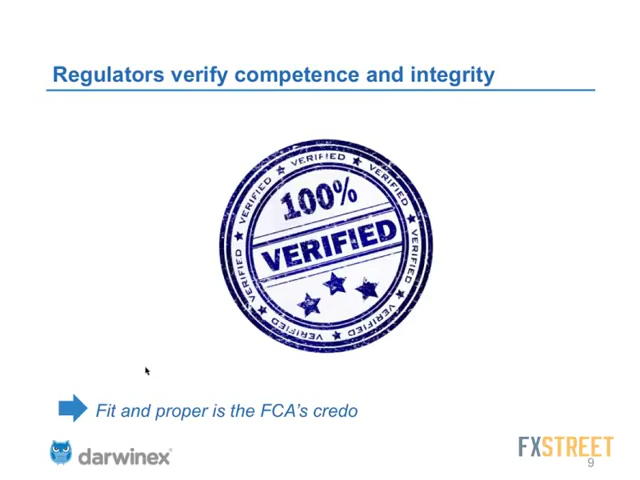 Regulators verify competence and integrity
VERIFIED ★ VERIFIED ★ VERIFIED ★ VERIFIED ★ VERIFIED ★ VERIFIED ★ VERIFIED ★ VERIFIED ★
100%
VERIFIED
Fit and proper is the FCA's credo
darwinex®
FXSTREET
9